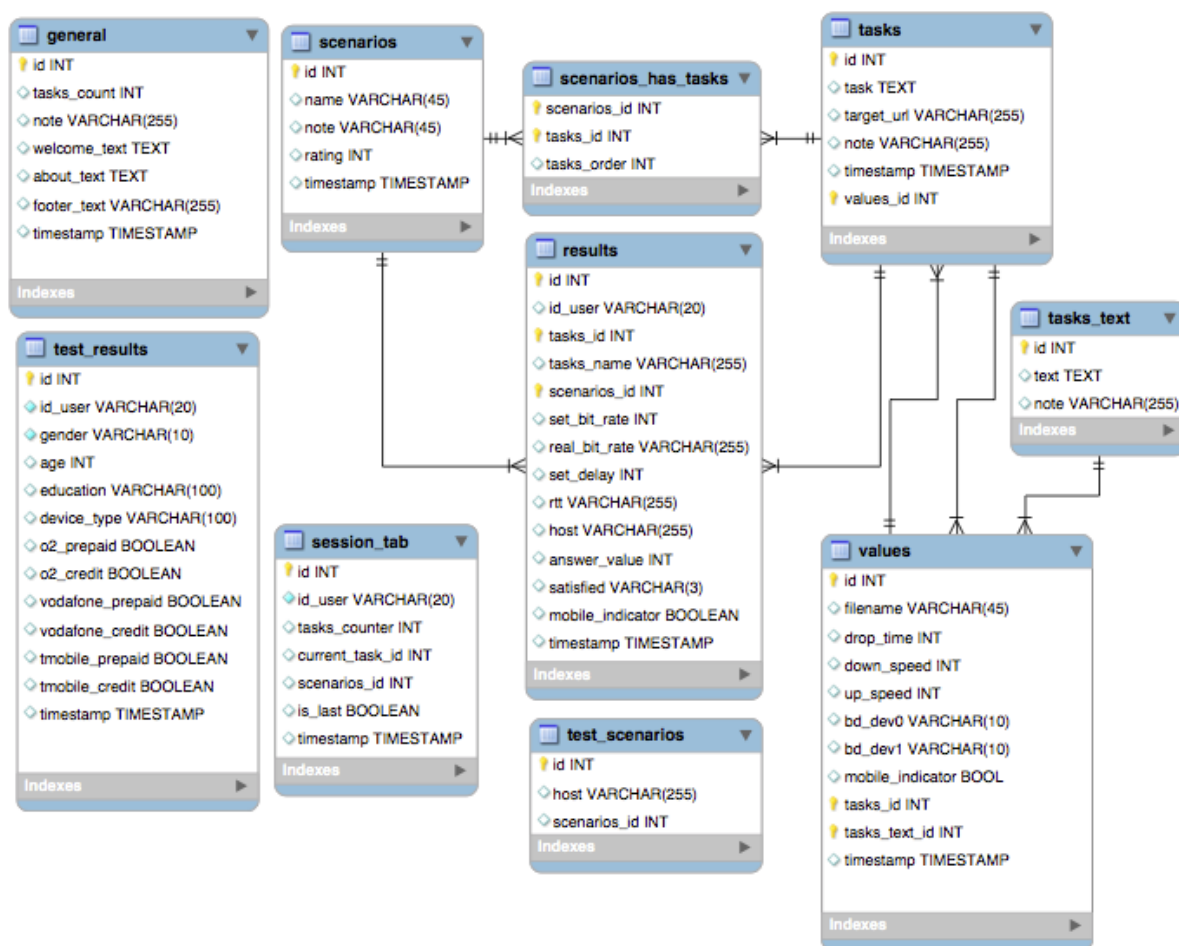 general
id INT
tasks_count INT
note VARCHAR(255)
welcome_text TEXT
about_text TEXT
footer_text VARCHAR(255)
timestamp TIMESTAMP
Indexes
scenarios
id INT
name VARCHAR(45)
note VARCHAR(45)
rating INT
timestamp TIMESTAMP
Indexes
scenarios_has_tasks
scenarios_id INT
tasks_id INT
tasks_order INT
Indexes
tasks
id INT
task TEXT
target_url VARCHAR(255)
note VARCHAR(255)
timestamp TIMESTAMP
values_id INT
Indexes
test_results
id INT
id_user VARCHAR(20)
gender VARCHAR(10)
age INT
education VARCHAR(100)
device_type VARCHAR(100)
o2_prepaid BOOLEAN
o2_credit BOOLEAN
vodafone_prepaid BOOLEAN
vodafone_credit BOOLEAN
tmobile_prepaid BOOLEAN
tmobile_credit BOOLEAN
timestamp TIMESTAMP
Indexes
session_tab
id INT
id_user VARCHAR(20)
tasks_counter INT
current_task_id INT
scenarios_id INT
is_last BOOLEAN
timestamp TIMESTAMP
Indexes
results
id INT
id_user VARCHAR(20)
tasks_id INT
tasks_name VARCHAR(255)
scenarios_id INT
set_bit_rate INT
real_bit_rate VARCHAR(255)
set_delay INT
rtt VARCHAR(255)
host VARCHAR(255)
answer_value INT
satisfied VARCHAR(3)
mobile_indicator BOOLEAN
timestamp TIMESTAMP
Indexes
test_scenarios
id INT
host VARCHAR(255)
scenarios_id INT
Indexes
tasks_text
id INT
text TEXT
note VARCHAR(255)
Indexes
values
id INT
filename VARCHAR(45)
drop_time INT
down_speed INT
up_speed INT
bd_dev0 VARCHAR(10)
bd_dev1 VARCHAR(10)
mobile_indicator BOOL
tasks_id INT
tasks_text_id INT
timestamp TIMESTAMP
Indexes